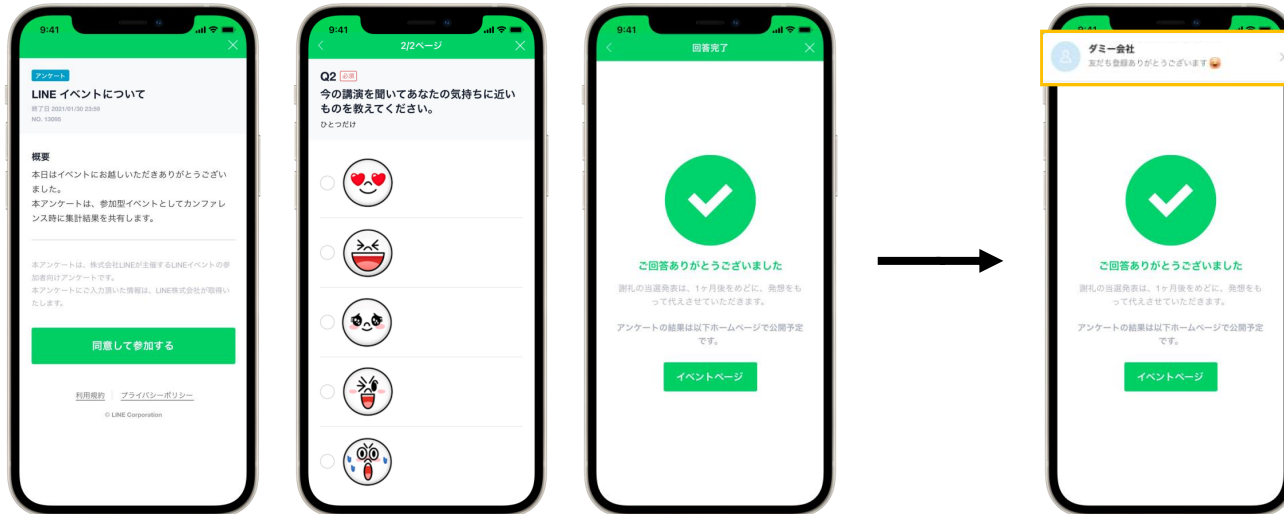 9:41
アンケート
LINE イベントについて
終了日 2021/01/30 23:59
NO. 13085
概要
本日はイベントにお越しいただきありがとうござい
ました。
本アンケートは、参加型イベントとしてカンファレ
ンス時に集計結果を共有します。
本アンケートは、株式会社LINEが主催するLINEイベントの参
加者向けアンケートです。
本アンケートにご入力頂いた情報は、LINE株式会社が取得い
たします。
同意して参加する
利用規約 プライバシーポリシー
© LINE Corporation
9:41
2/2ページ
Q2 必須
今の講演を聞いてあなたの気持ちに近い
ものを教えてください。
ひとつだけ
9:41
回答完了
ご回答ありがとうございました
謝礼の当選発表は、1ヶ月後をめどに、発想をも
って代えさせていただきます。
アンケートの結果は以下ホームページで公開予定
です。
イベントページ
9:41
ダミー会社
友だち登録ありがとうございます
ご回答ありがとうございました
謝礼の当選発表は、1ヶ月後をめどに、発想をも
って代えさせていただきます。
アンケートの結果は以下ホームページで公開予定
です。
イベントページ